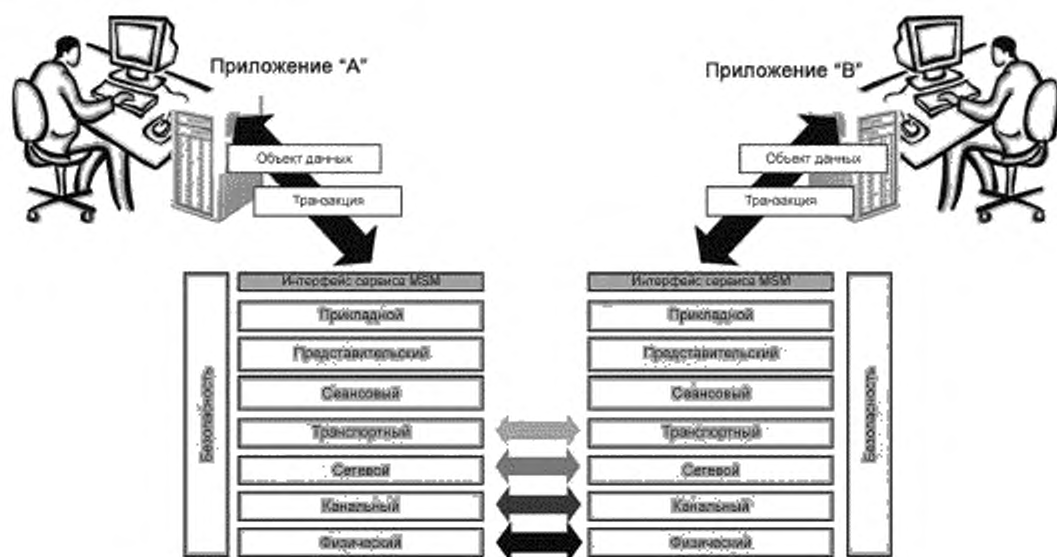 Приложение “А”
Приложение “В”
Объект данных
Объект данных
Транзакция
Транзакция
Интерфейс сервиса MSM
Интерфейс сервиса MSM
Прикладной
Прикладной
Представительский
Представительский
Сеансовый
Сеансовый
Транспортный
Транспортный
Сетевой
Сетевой
Канальный
Канальный
Физический
Физический
Безопасность
Безопасность